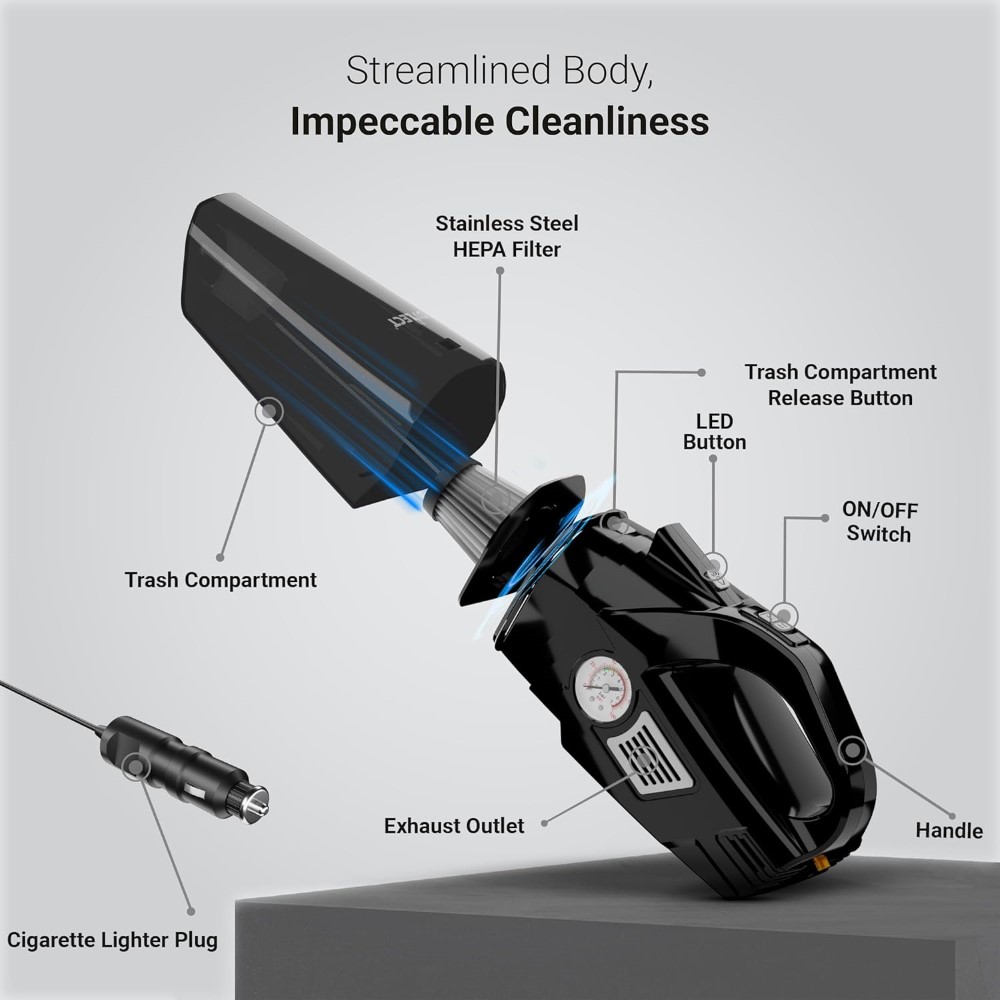 Streamlined Body,
Impeccable Cleanliness
Stainless Steel
HEPA Filter
Trash Compartment
Release Button
LED
Button
ON/OFF
Switch
Trash Compartment
Exhaust Outlet
Handle
Cigarette Lighter Plug